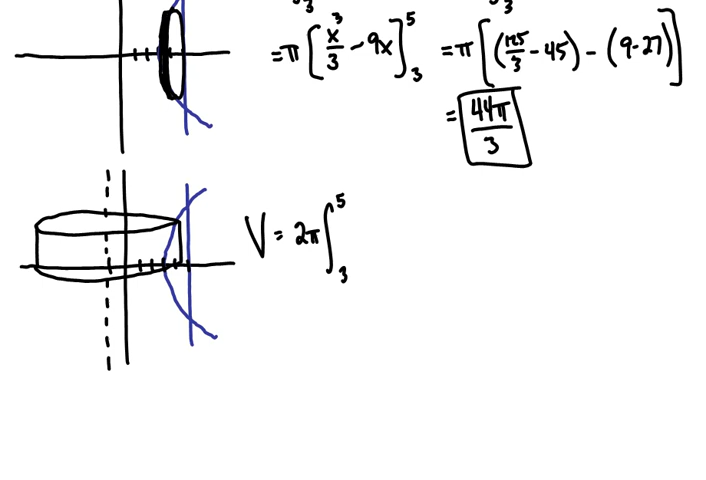 = π [ x³/3 - 9x ]₃⁵ = π [ (125/3 - 45) - (9-27) ]
= 44π/3
V = 2π ∫₃⁵